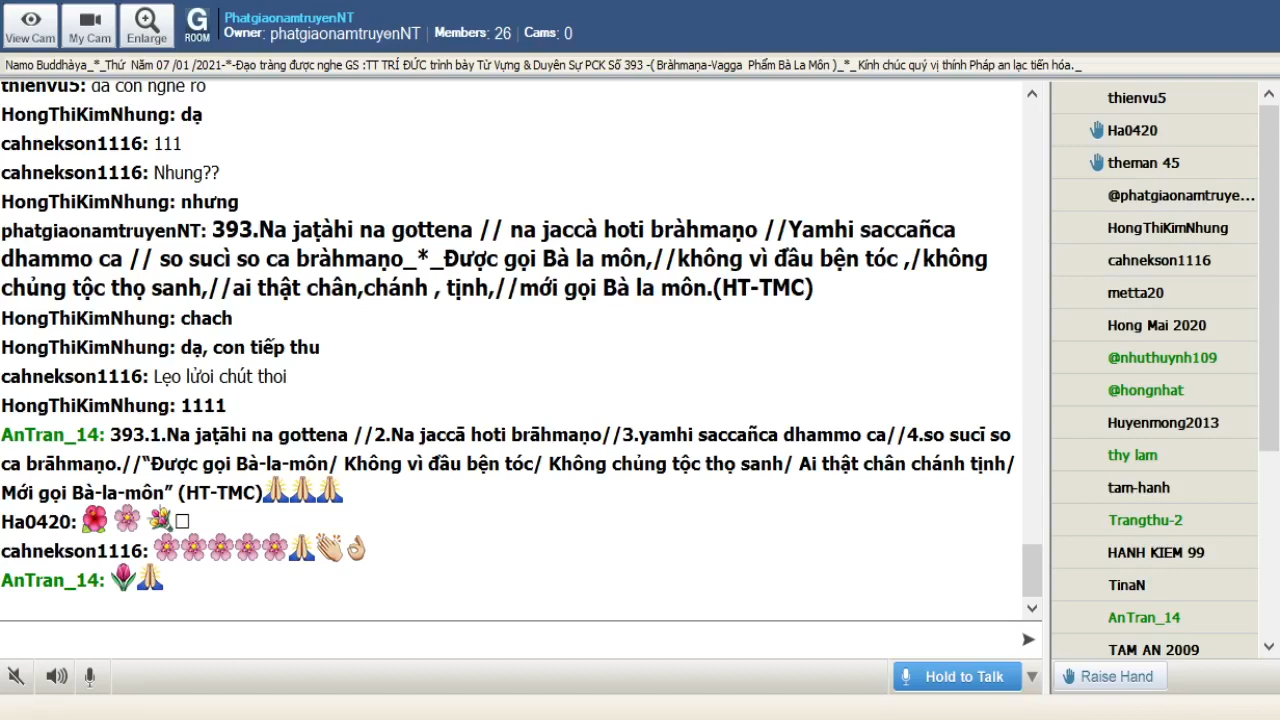 View Cam
My Cam
Enlarge
G
ROOM
PhatgiaonamtruyenNT
Owner: phatgiaonamtruyenNT | Members: 26 | Cams: 0
Namo Buddhàya_*_Thứ Năm 07 /01 /2021-*-Đạo tràng được nghe GS :TT TRÍ ĐỨC trình bày Từ Vựng & Duyên Sự PCK Số 393 -( Bràhmaṇa-Vagga Phẩm Bà La Môn )_*_ Kính chúc quý vị thính Pháp an lạc tiến hóa._
thienvu5: da con nghe ro
HongThiKimNhung: dạ
cahnekson1116: 111
cahnekson1116: Nhung??
HongThiKimNhung: nhưng
phatgiaonamtruyenNT: 393.Na jaṭàhi na gottena // na jaccà hoti bràhmaṇo //Yamhi saccañca
dhammo ca // so sucì so ca bràhmaṇo_*_Được gọi Bà la môn,//không vì đầu bện tóc ,/không
chủng tộc thọ sanh,//ai thật chân,chánh , tịnh,//mới gọi Bà la môn.(HT-TMC)
HongThiKimNhung: chach
HongThiKimNhung: dạ, con tiếp thu
cahnekson1116: Lẹo lửoi chút thoi
HongThiKimNhung: 1111
AnTran_14: 393.1.Na jaṭāhi na gottena //2.Na jaccā hoti brāhmaṇo//3.yamhi saccañca dhammo ca//4.so sucī so
ca brāhmaṇo.//“Được gọi Bà-la-môn/ Không vì đầu bện tóc/ Không chủng tộc thọ sanh/ Ai thật chân chánh tịnh/
Mới gọi Bà-la-môn” (HT-TMC)🙏🙏🙏
Ha0420: 🌺 🌸 💐□
cahnekson1116: 🌸🌸🌸🌸🌸🙏👏👌
AnTran_14: 🌷🙏
Hold to Talk
thienvu5
Ha0420
theman 45
@phatgiaonamtruye...
HongThiKimNhung
cahnekson1116
metta20
Hong Mai 2020
@nhuthuynh109
@hongnhat
Huyenmong2013
thy lam
tam-hanh
Trangthu-2
HANH KIEM 99
TinaN
AnTran_14
TAM AN 2009
Raise Hand